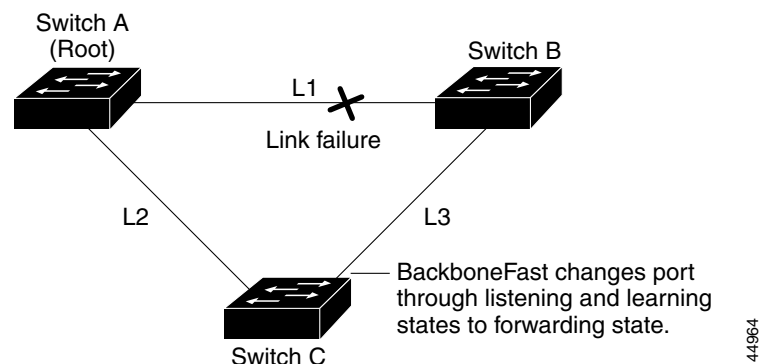 Switch A
(Root)
Switch B
L1
Link failure
L2
L3
BackboneFast changes port
through listening and learning
states to forwarding state.
Switch C
44964